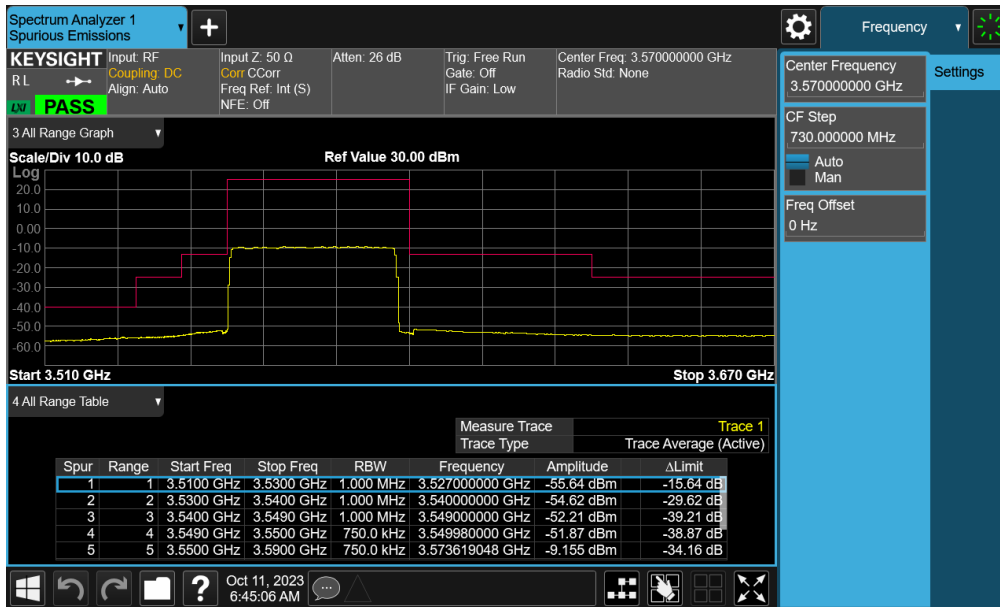 Spectrum Analyzer 1
Spurious Emissions
+
Frequency
KEYSIGHT
R L
LXI
PASS
Input: RF
Coupling: DC
Align: Auto
Input Z: 50 Ω
Corr CCorr
Freq Ref: Int (S)
NFE: Off
Atten: 26 dB
Trig: Free Run
Gate: Off
IF Gain: Low
Center Freq: 3.570000000 GHz
Radio Std: None
Center Frequency
3.570000000 GHz
Settings
CF Step
730.000000 MHz
Auto
Man
Freq Offset
0 Hz
3 All Range Graph
Scale/Div 10.0 dB
Ref Value 30.00 dBm
Log
20.0
10.0
0.00
-10.0
-20.0
-30.0
-40.0
-50.0
-60.0
Start 3.510 GHz
Stop 3.670 GHz
4 All Range Table
Measure Trace Trace 1
Trace Type Trace Average (Active)
Spur Range Start Freq Stop Freq RBW Frequency Amplitude ΔLimit
1 1 3.5100 GHz 3.5300 GHz 1.000 MHz 3.527000000 GHz -55.64 dBm -15.64 dB
2 2 3.5300 GHz 3.5400 GHz 1.000 MHz 3.540000000 GHz -54.62 dBm -29.62 dB
3 3 3.5400 GHz 3.5490 GHz 1.000 MHz 3.549000000 GHz -52.21 dBm -39.21 dB
4 4 3.5490 GHz 3.5500 GHz 750.0 kHz 3.549980000 GHz -51.87 dBm -38.87 dB
5 5 3.5500 GHz 3.5900 GHz 750.0 kHz 3.573619048 GHz -9.155 dBm -34.16 dB
?
Oct 11, 2023
6:45:06 AM